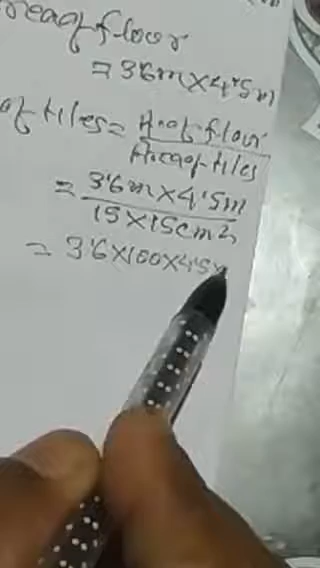 area of floor
= 3.6m × 4.5m
of tiles = A. of floor
Area of tiles
= 3.6m × 4.5m
15 × 15cm²
= 3.6×100×4.5×